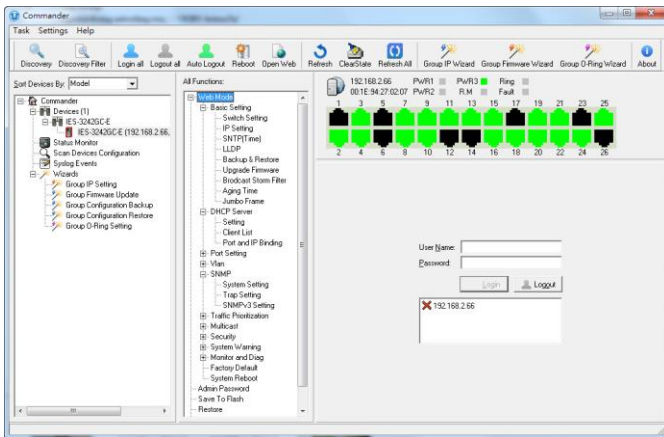 Commander
Task Settings Help
Discovery Discovery Filter Login all Logout all Auto Logout Reboot Open Web Refresh ClearState Refresh All Group IP Wizard Group Firmware Wizard Group O-Ring Wizard About
Sort Devices By: Model
Commander
Devices (1)
IES-3242GC-E
IES-3242GC-E (192.168.2.66,
Status Monitor
Scan Devices Configuration
Syslog Events
Wizards
Group IP Setting
Group Firmware Update
Group Configuration Backup
Group Configuration Restore
Group O-Ring Setting
All Functions:
Web Mode
Basic Setting
Switch Setting
IP Setting
SNTP(Time)
LLDP
Backup & Restore
Upgrade Firmware
Brodcast Storm Filter
Aging Time
Jumbo Frame
DHCP Server
Setting
Client List
Port and IP Binding
Port Setting
Vlan
SNMP
System Setting
Trap Setting
SNMPv3 Setting
Traffic Prioritization
Multicast
Security
System Warning
Monitor and Diag
Factory Default
System Reboot
Admin Password
Save To Flash
Restore
192.168.2.66 PWR1 PWR3 Ring
00:1E:94:27:02:07 PWR2 R.M Fault
1 3 5 7 9 11 13 15 17 19 21 23 25
2 4 6 8 10 12 14 16 18 20 22 24 26
User Name:
Password:
Login Logout
192.168.2.66